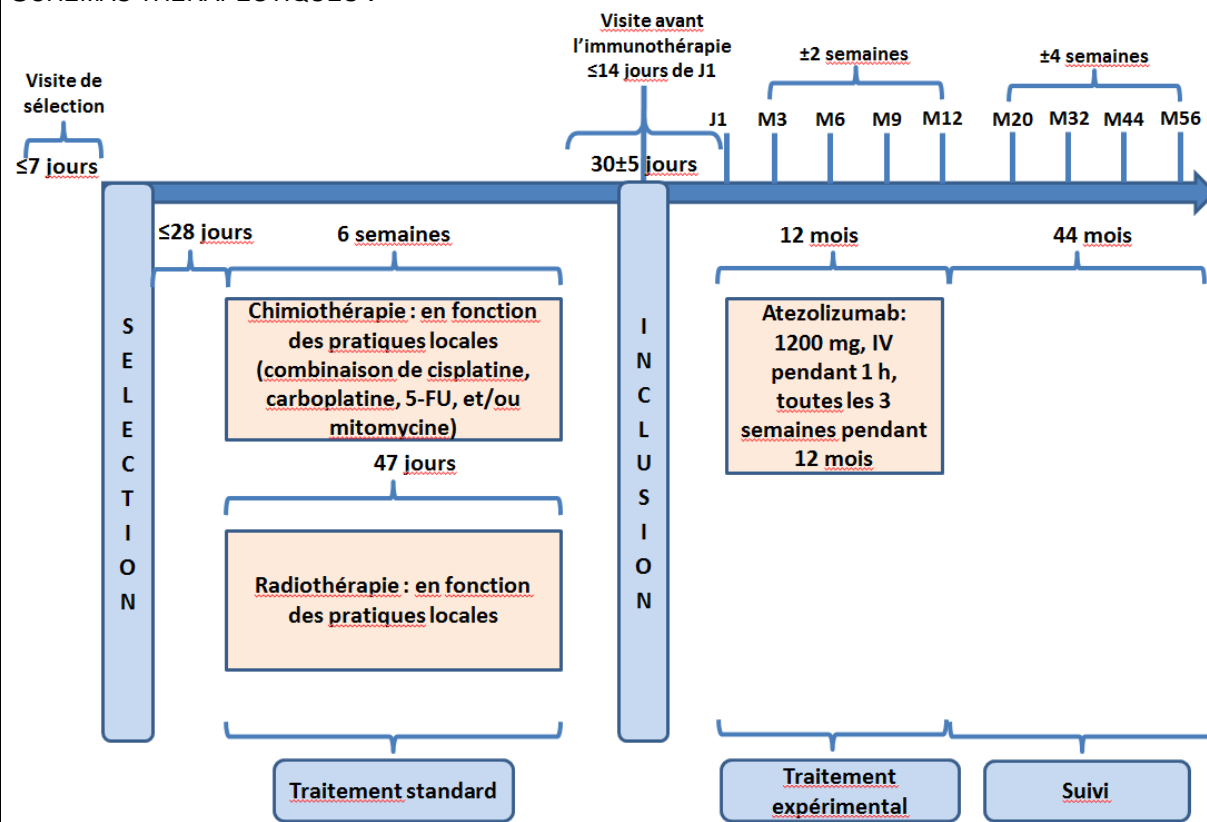 SCHEMAS THERAPEUTIQUES :
Visite avant
l'immunothérapie
≤14 jours de J1
±2 semaines
±4 semaines
Visite de
sélection
≤7 jours
J1 M3 M6 M9 M12 M20 M32 M44 M56
30±5 jours
≤28 jours
6 semaines
12 mois
44 mois
SELECTION
Chimiothérapie : en fonction
des pratiques locales
(combinaison de cisplatine,
carboplatine, 5-FU, et/ou
mitomycine)
47 jours
Radiothérapie : en fonction
des pratiques locales
INCLUSION
Atezolizumab:
1200 mg, IV
pendant 1 h,
toutes les 3
semaines pendant
12 mois
Traitement standard
Traitement
expérimental
Suivi